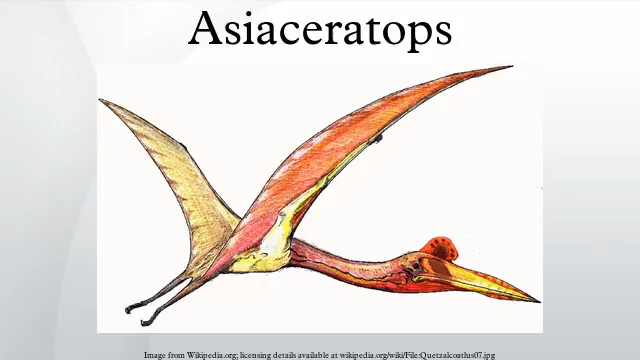 Asiaceratops
Image from Wikipedia.org; licensing details available at wikipedia.org/wiki/File:Quetzalcoatlus07.jpg